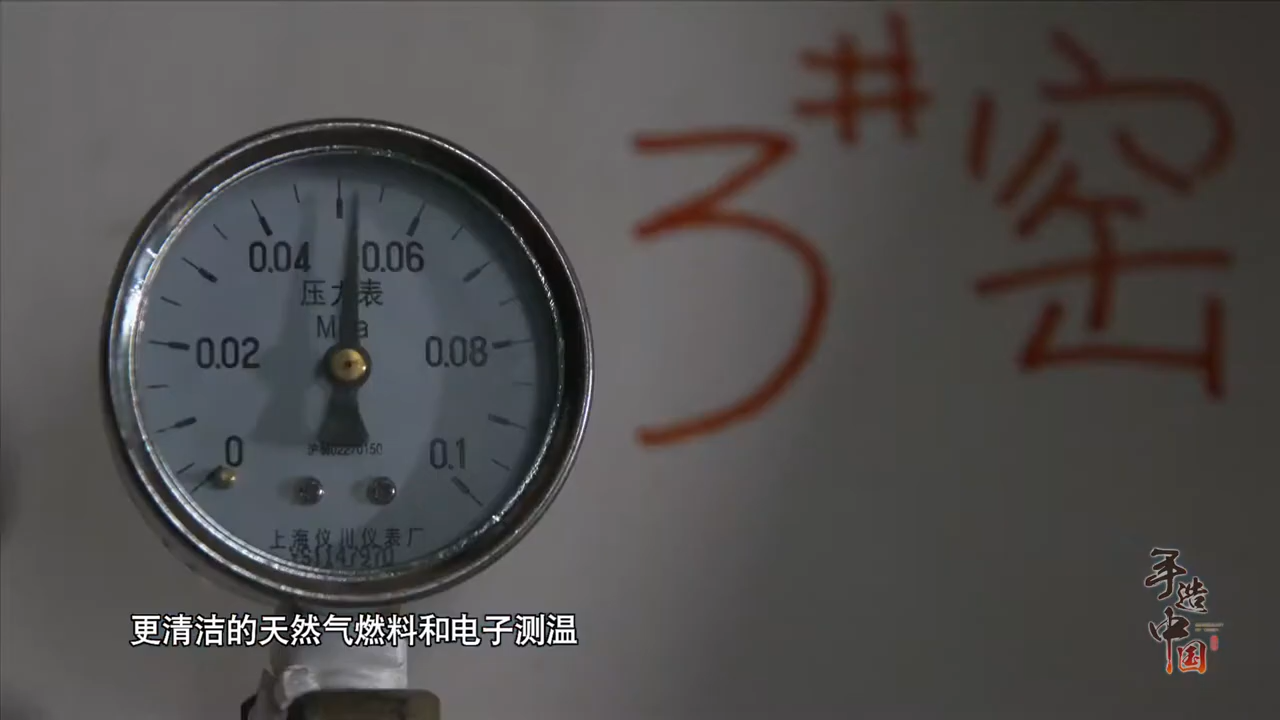 3#窑
0.04 0.06
压力表
MPa
0.02 0.08
0 0.1
上海仪川仪表厂
更清洁的天然气燃料和电子测温
手造
中国